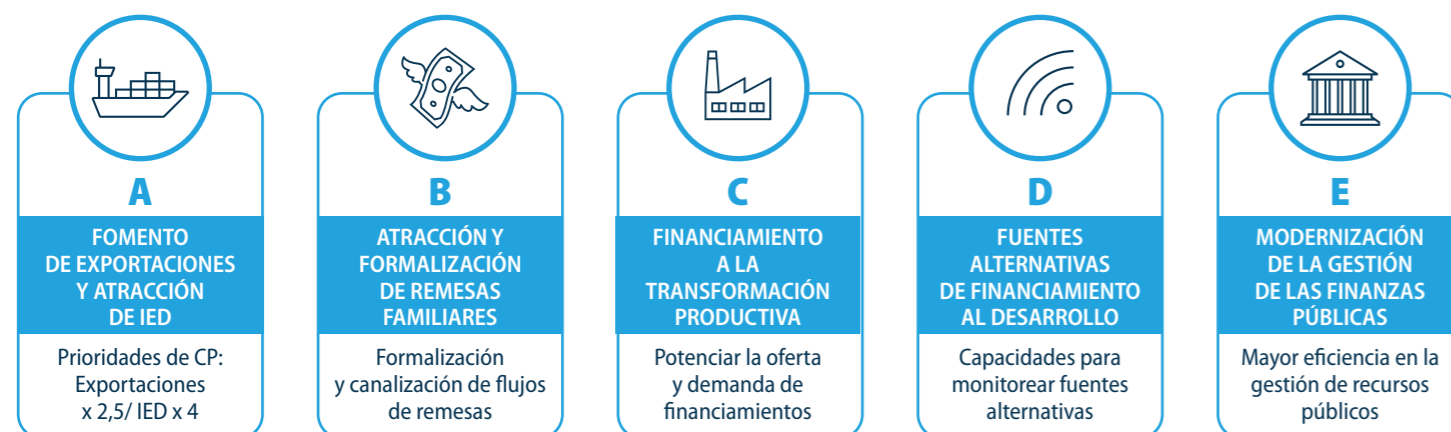 A
FOMENTO
DE EXPORTACIONES
Y ATRACCIÓN
DE IED
Prioridades de CP:
Exportaciones
x 2,5/ IED x 4
B
ATRACCIÓN Y
FORMALIZACIÓN
DE REMESAS
FAMILIARES
Formalización
y canalización de flujos
de remesas
C
FINANCIAMIENTO
A LA
TRANSFORMACIÓN
PRODUCTIVA
Potenciar la oferta
y demanda de
financiamientos
D
FUENTES
ALTERNATIVAS
DE FINANCIAMIENTO
AL DESARROLLO
Capacidades para
monitorear fuentes
alternativas
E
MODERNIZACIÓN
DE LA GESTIÓN
DE LAS FINANZAS
PÚBLICAS
Mayor eficiencia en la
gestión de recursos
públicos